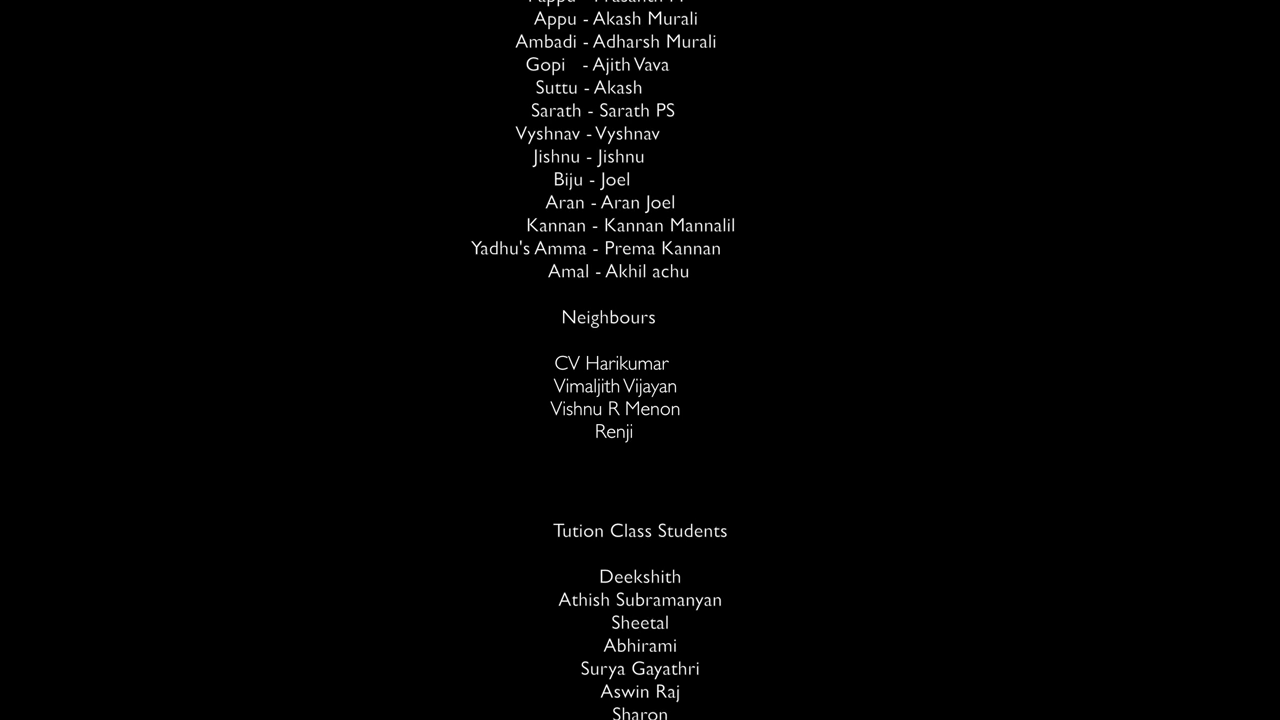 Appu - Akash Murali
Ambadi - Adharsh Murali
Gopi - Ajith Vava
Suttu - Akash
Sarath - Sarath PS
Vyshnav - Vyshnav
Jishnu - Jishnu
Biju - Joel
Aran - Aran Joel
Kannan - Kannan Mannalil
Yadhu's Amma - Prema Kannan
Amal - Akhil achu
Neighbours
CV Harikumar
Vimaljith Vijayan
Vishnu R Menon
Renji
Tution Class Students
Deekshith
Athish Subramanyan
Sheetal
Abhirami
Surya Gayathri
Aswin Raj
Sharon